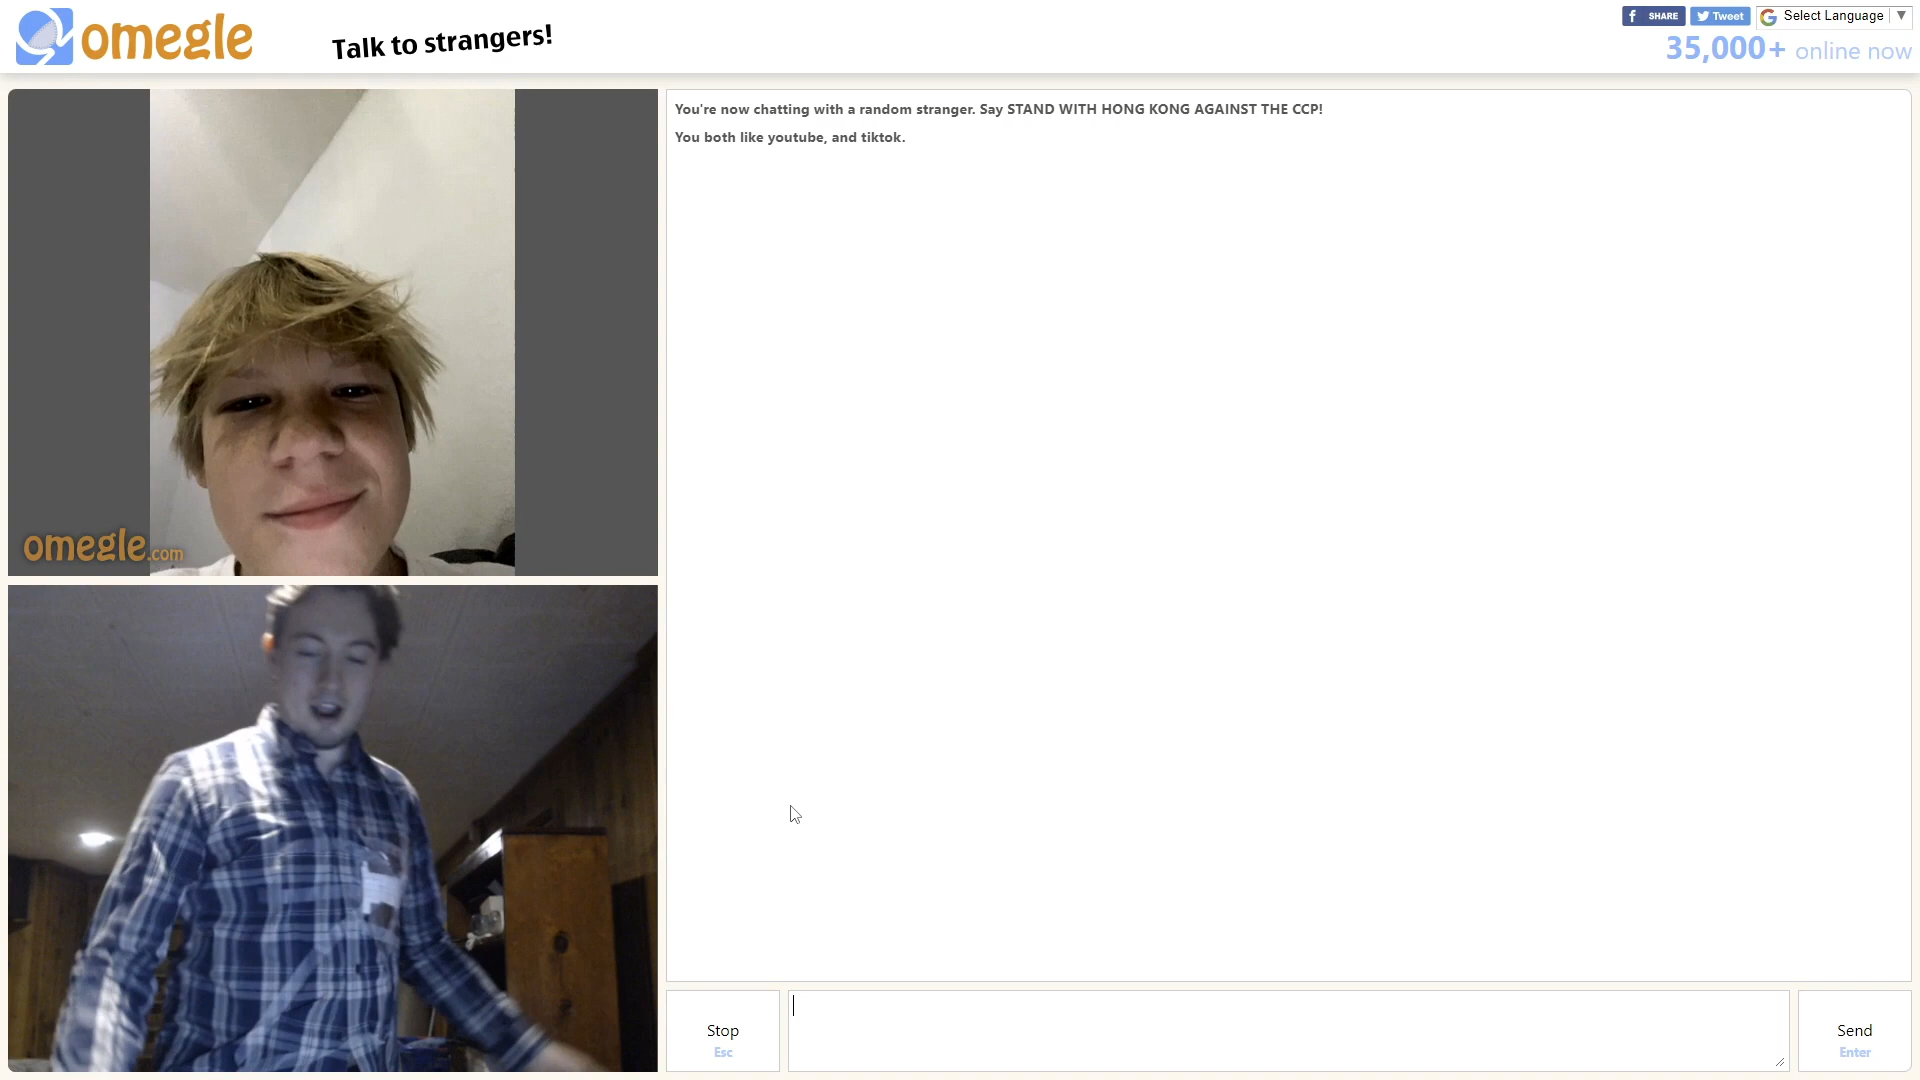 omegle
Talk to strangers!
SHARE
Tweet
Select Language
35,000+ online now
You're now chatting with a random stranger. Say STAND WITH HONG KONG AGAINST THE CCP!
You both like youtube, and tiktok.
omegle.com
Stop
Esc
Send
Enter